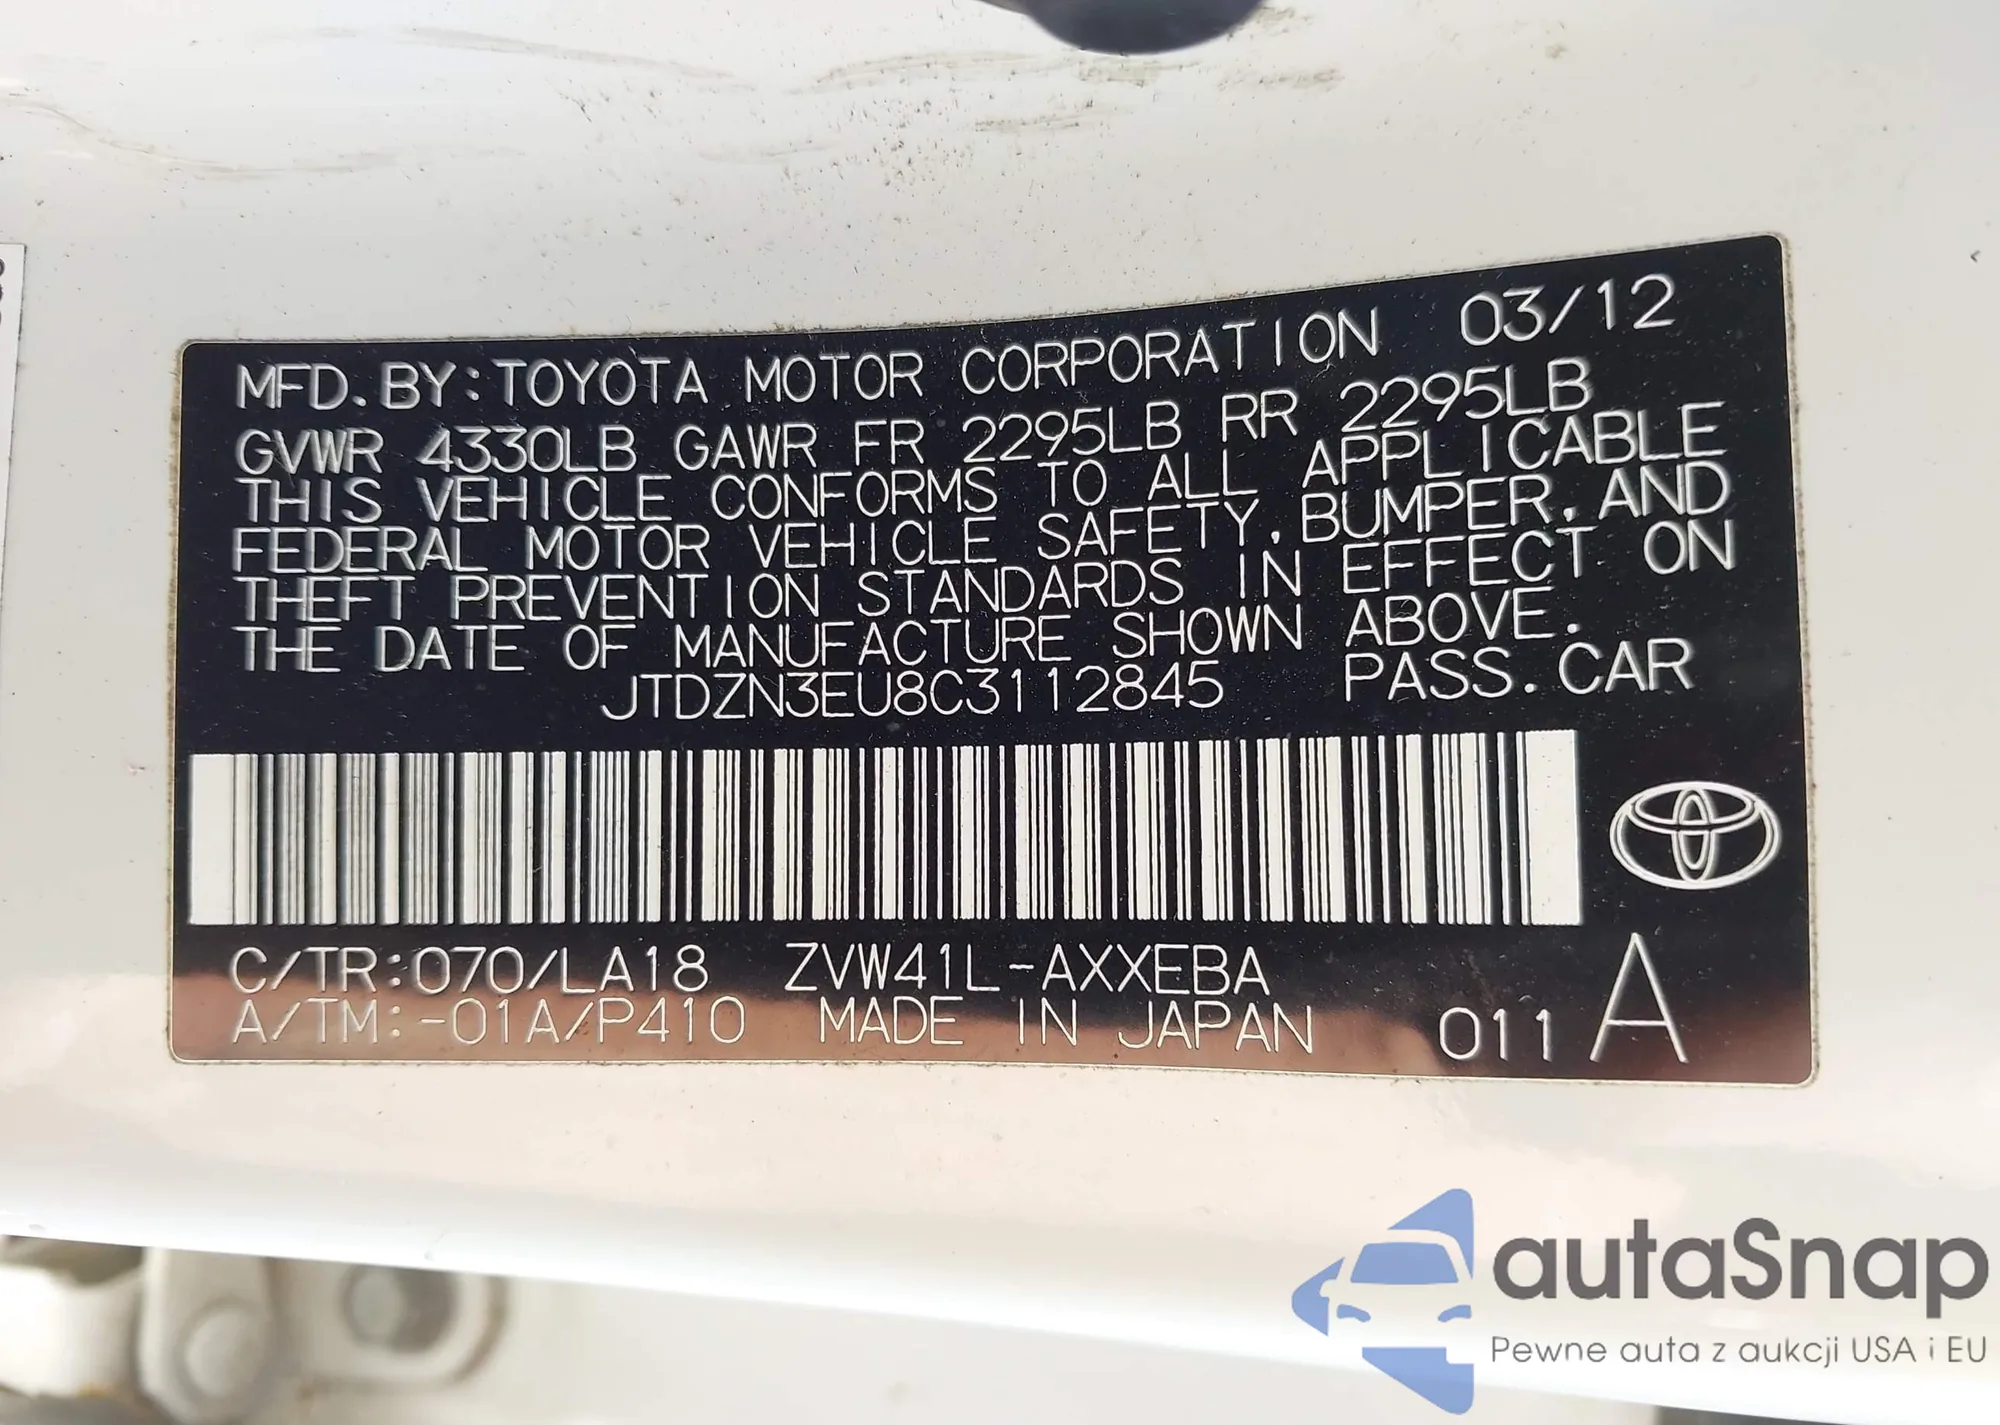 MFD. BY: TOYOTA MOTOR CORPORATION 03/12
GVWR 4330LB GAWR FR 2295LB RR 2295LB
THIS VEHICLE CONFORMS TO ALL APPLICABLE
FEDERAL MOTOR VEHICLE SAFETY, BUMPER, AND
THEFT PREVENTION STANDARDS IN EFFECT ON
THE DATE OF MANUFACTURE SHOWN ABOVE.
JTDZN3EU8C3112845 PASS. CAR
C/TR:070/LA18 ZVW41L-AXXEBA
A/TM:-01A/P410 MADE IN JAPAN 011 A
autaSnap
Pewne auta z aukcji USA i EU